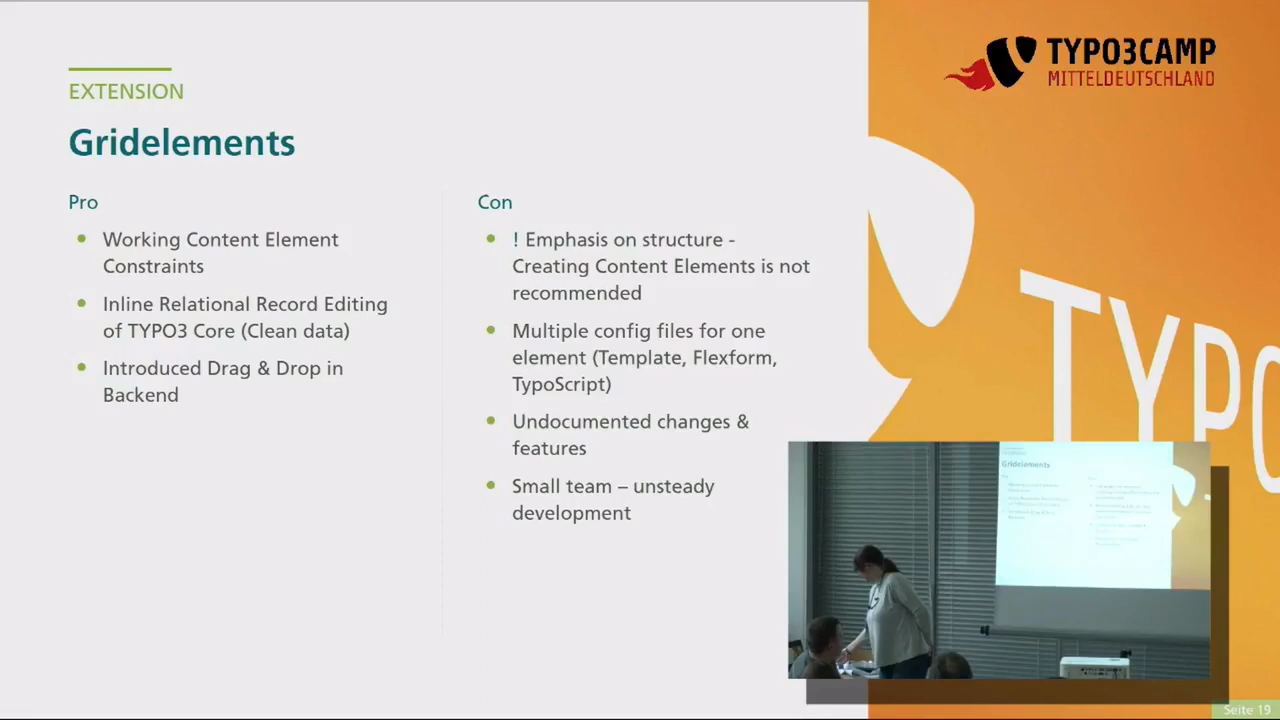 TYPO3CAMP
MITTELDEUTSCHLAND
EXTENSION
Gridelements
Pro
Working Content Element
Constraints
Inline Relational Record Editing
of TYPO3 Core (Clean data)
Introduced Drag & Drop in
Backend
Con
! Emphasis on structure -
Creating Content Elements is not
recommended
Multiple config files for one
element (Template, Flexform,
TypoScript)
Undocumented changes &
features
Small team – unsteady
development
TYPO
Gridelements
Seite 19